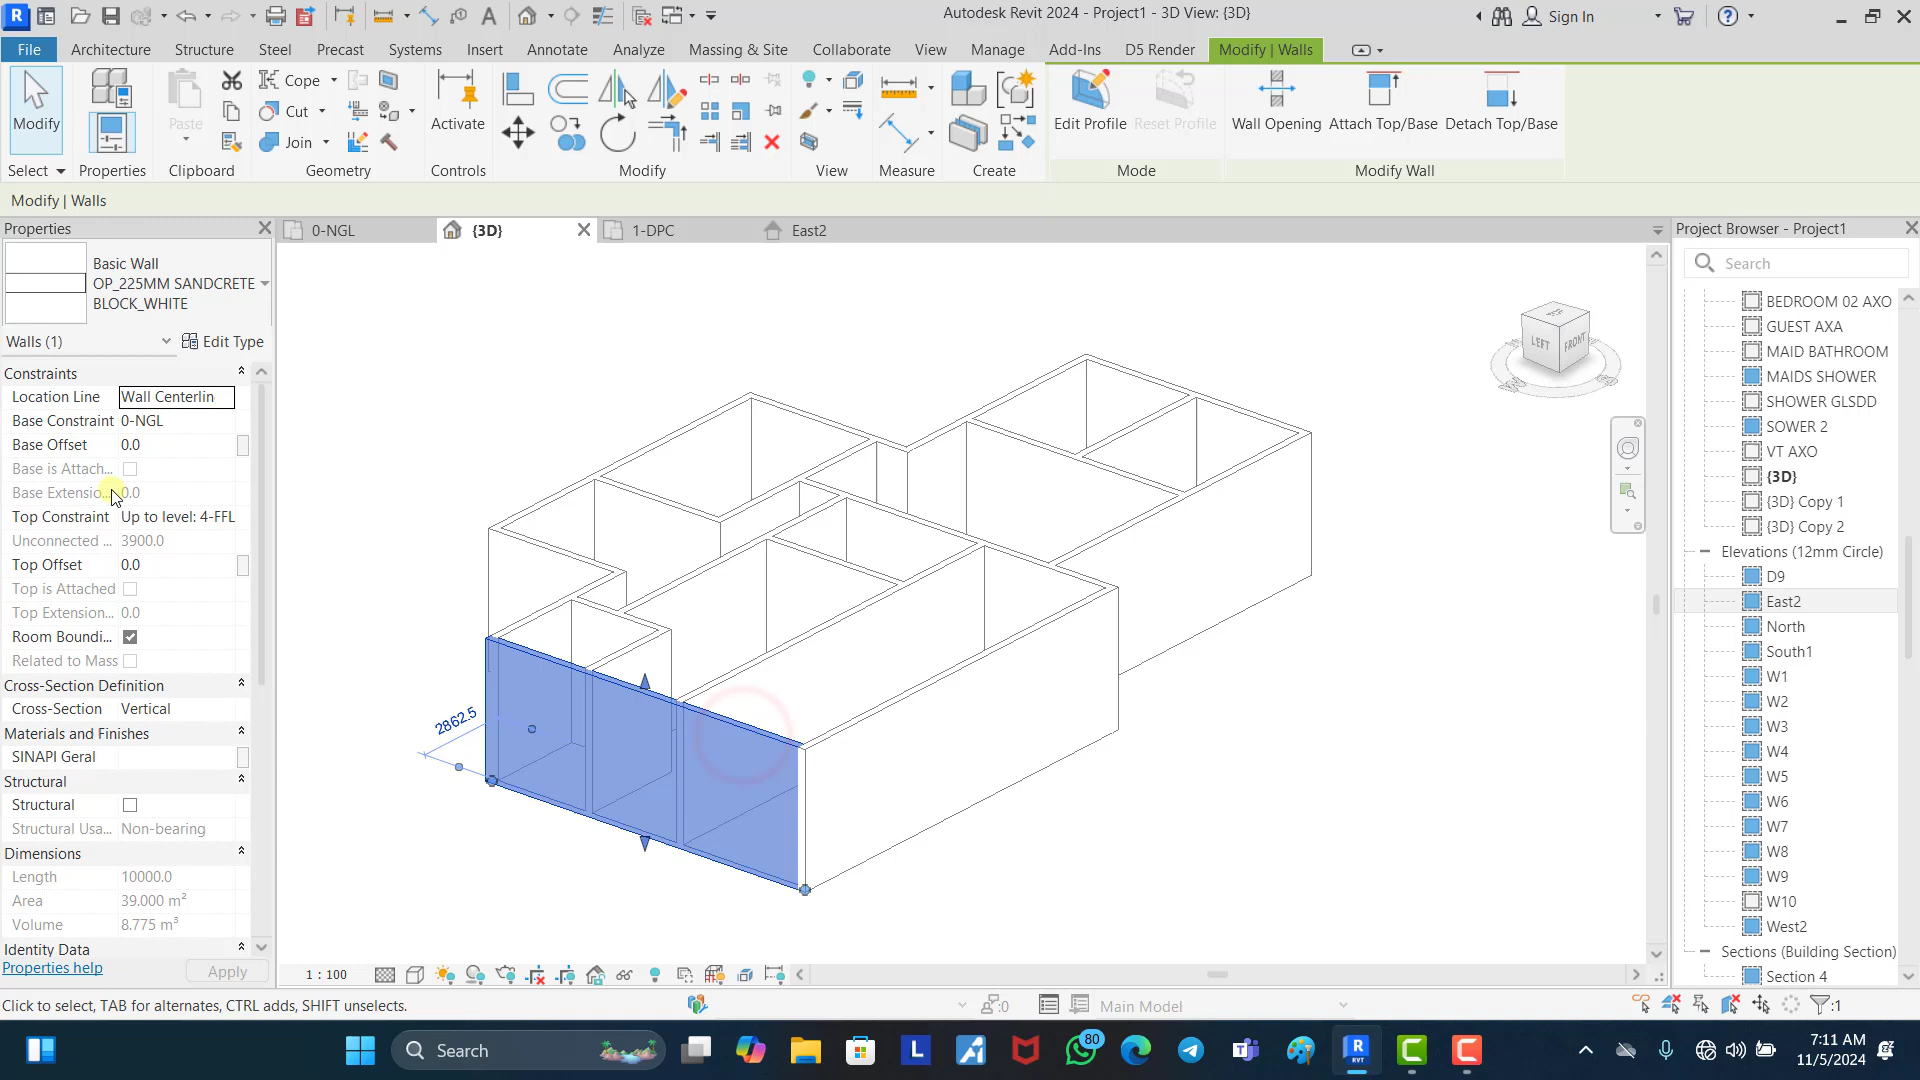 Autodesk Revit 2024 - Project1 - 3D View: {3D}
Sign In
File
Architecture
Structure
Steel
Precast
Systems
Insert
Annotate
Analyze
Massing & Site
Collaborate
View
Manage
Add-Ins
D5 Render
Modify | Walls
Modify
Paste
Cope
Cut
Join
Activate
Edit Profile
Reset Profile
Wall Opening
Attach Top/Base
Detach Top/Base
Select
Properties
Clipboard
Geometry
Controls
Modify
View
Measure
Create
Mode
Modify Wall
Modify | Walls
Properties
0-NGL
{3D}
1-DPC
East2
Project Browser - Project1
Basic Wall
OP_225MM SANDCRETE
BLOCK_WHITE
Walls (1)
Edit Type
Constraints
Location Line Wall Centerlin
Base Constraint 0-NGL
Base Offset 0.0
Base is Attach...
Base Extensio... 0.0
Top Constraint Up to level: 4-FFL
Unconnected ... 3900.0
Top Offset 0.0
Top is Attached
Top Extension... 0.0
Room Boundi...
Related to Mass
Cross-Section Definition
Cross-Section Vertical
Materials and Finishes
SINAPI Geral
Structural
Structural
Structural Usa... Non-bearing
Dimensions
Length 10000.0
Area 39.000 m²
Volume 8.775 m³
Identity Data
Properties help
Apply
2862.5
TOP
LEFT
FRONT
Search
BEDROOM 02 AXO
GUEST AXA
MAID BATHROOM
MAIDS SHOWER
SHOWER GLSDD
SOWER 2
VT AXO
{3D}
{3D} Copy 1
{3D} Copy 2
Elevations (12mm Circle)
D9
East2
North
South1
W1
W2
W3
W4
W5
W6
W7
W8
W9
W10
West2
Sections (Building Section)
Section 4
1 : 100
Click to select, TAB for alternates, CTRL adds, SHIFT unselects.
:0
Main Model
:1
Search
80
7:11 AM
11/5/2024